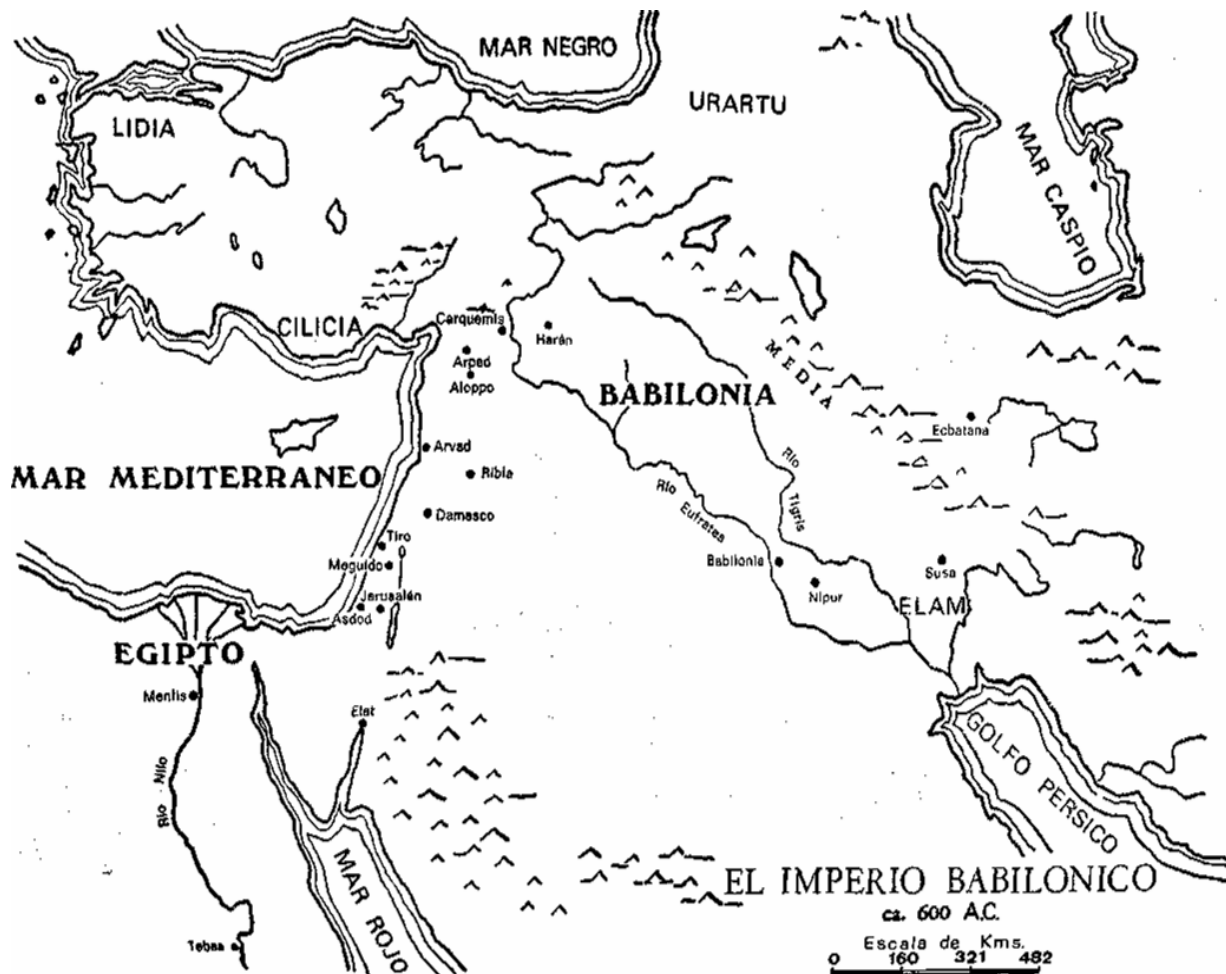 MAR NEGRO
URARTU
LIDIA
MAR CASPIO
CILICIA
Carquemis
Harán
Arpad
Aloppo
MEDIA
BABILONIA
Ecbatana
Arvad
MAR MEDITERRANEO
Ribla
Río
Tigris
Río
Eufrates
Damasco
Tiro
Meguido
Babilonia
Susa
Nipur
Jerusalén
Asdod
ELAM
EGIPTO
Menfis
Elat
GOLFO PERSICO
Río Nilo
MAR ROJO
EL IMPERIO BABILONICO
ca. 600 A.C.
Tebas
Escala de Kms.
0 160 321 482